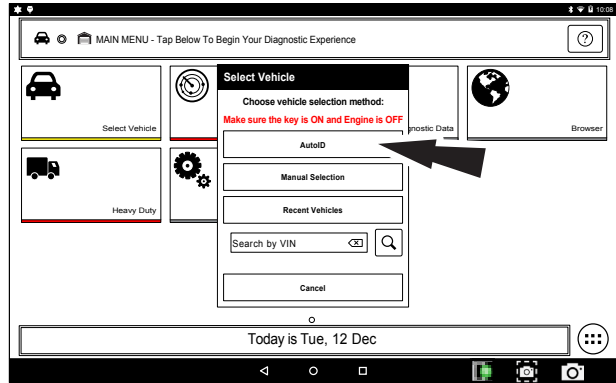 10:08
MAIN MENU - Tap Below To Begin Your Diagnostic Experience
?
Select Vehicle
Choose vehicle selection method:
Make sure the key is ON and Engine is OFF
AutoID
Manual Selection
Recent Vehicles
Search by VIN
Cancel
Select Vehicle
Browser
Heavy Duty
Today is Tue, 12 Dec